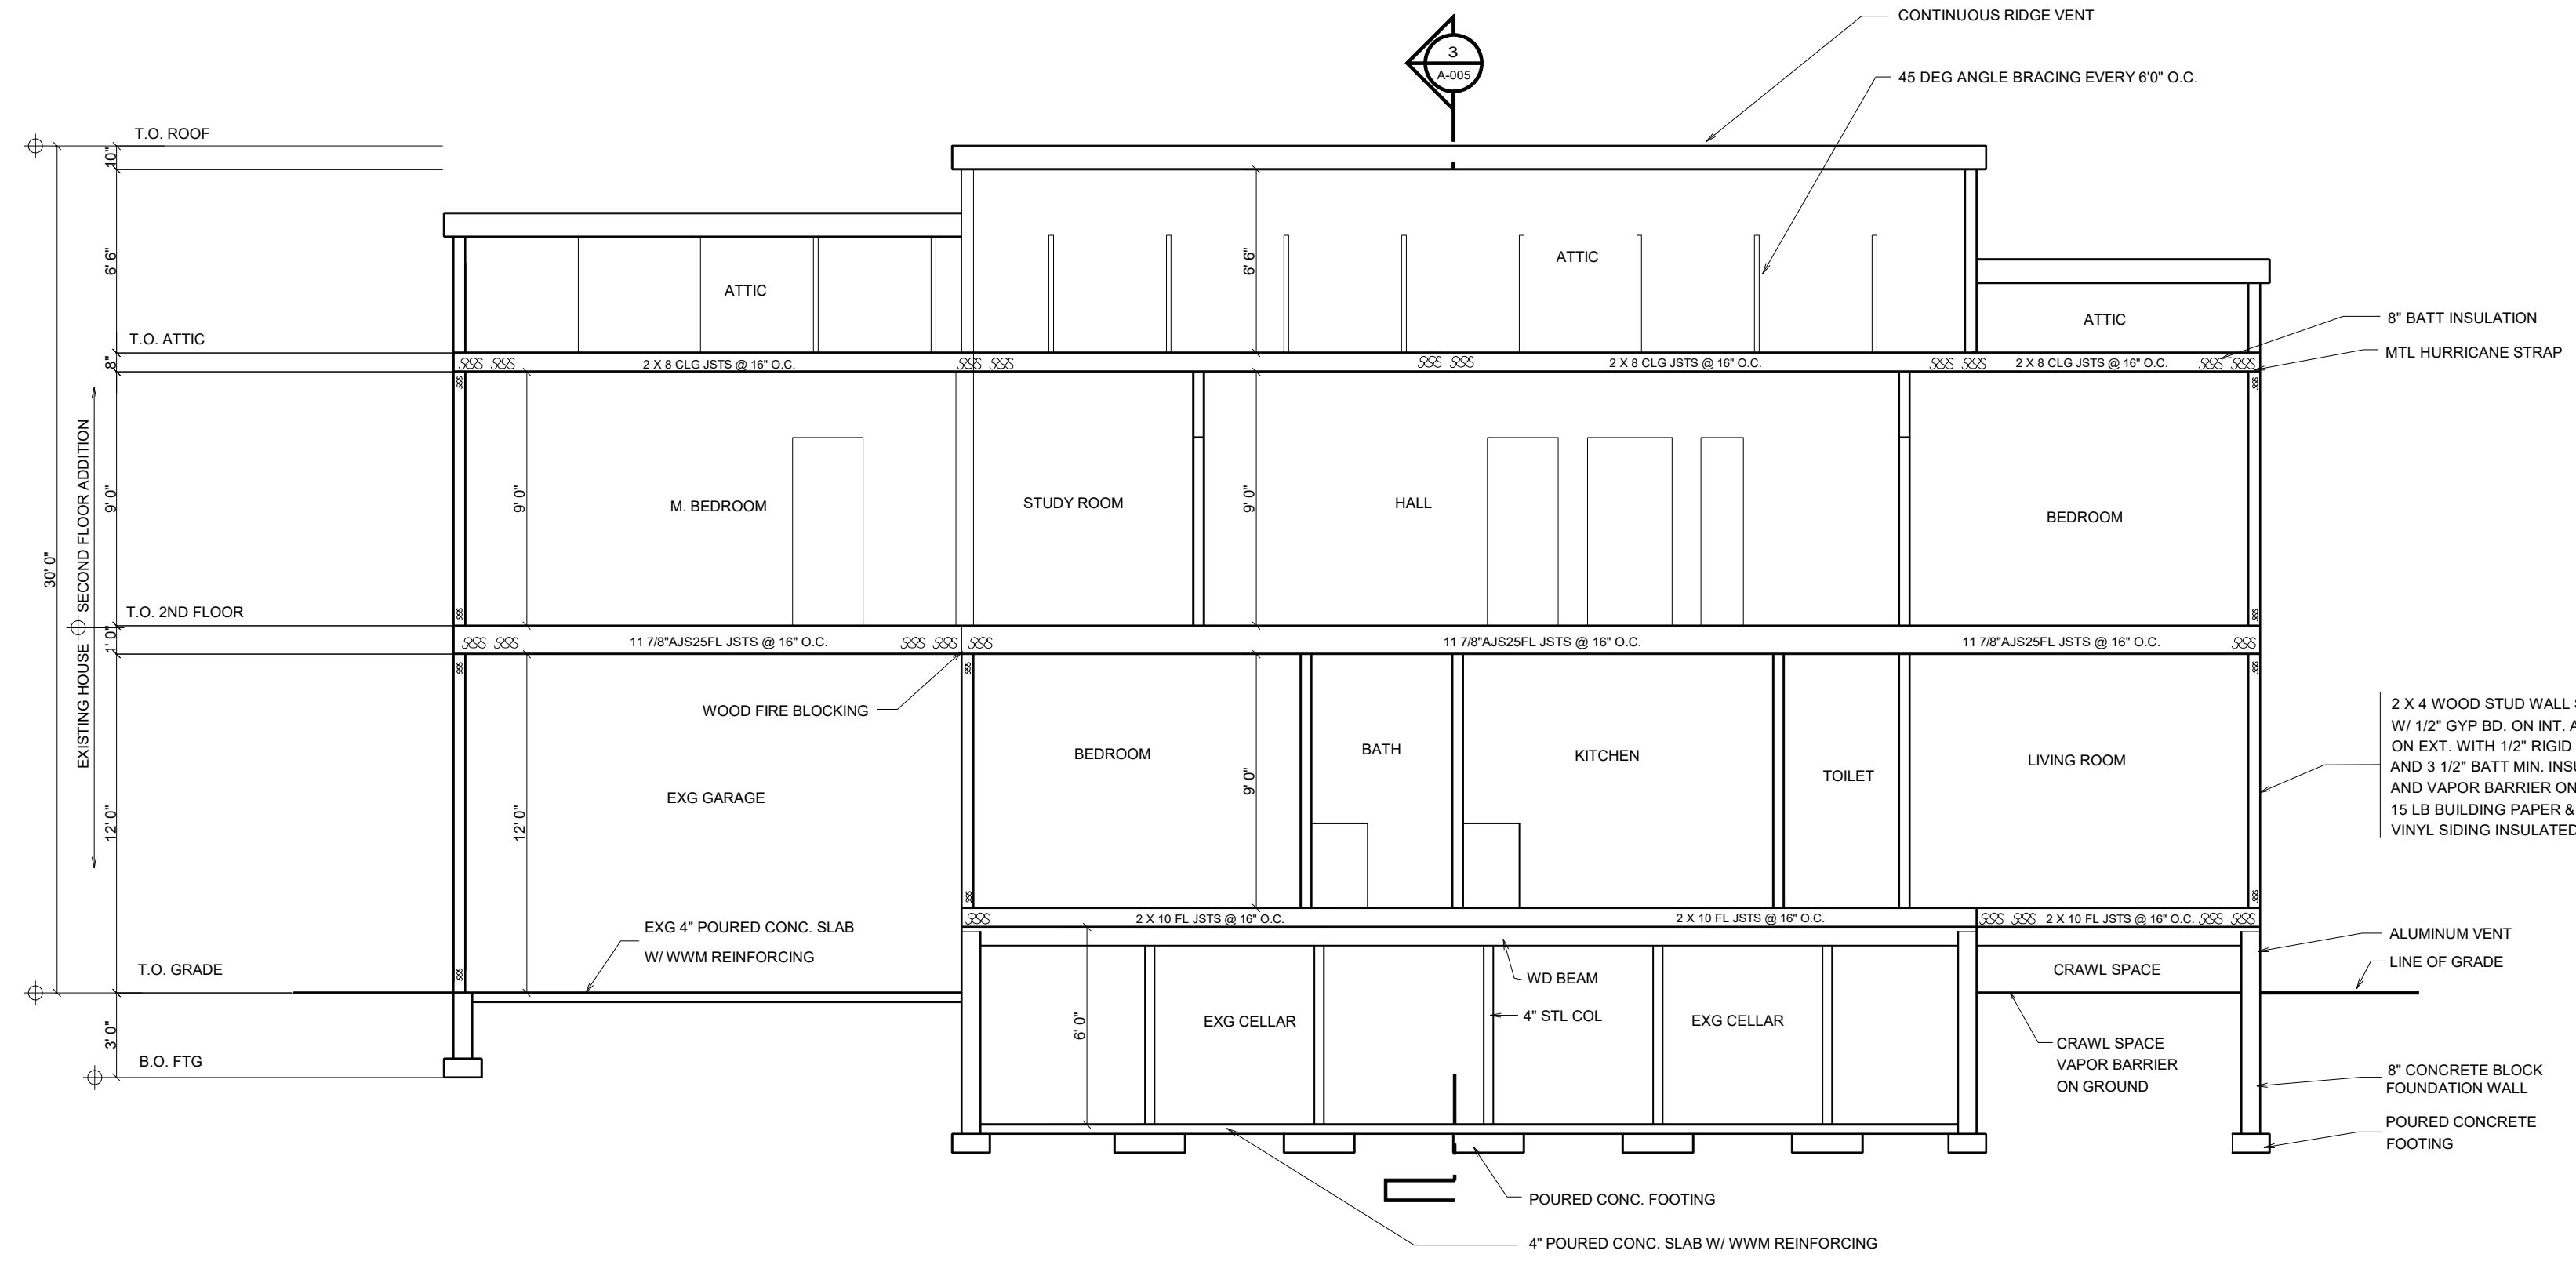 CONTINUOUS RIDGE VENT
3
A-005
45 DEG ANGLE BRACING EVERY 6'0" O.C.
T.O. ROOF
10"
6' 6"
6' 6"
ATTIC
ATTIC
ATTIC
8" BATT INSULATION
T.O. ATTIC
MTL HURRICANE STRAP
8"
2 X 8 CLG JSTS @ 16" O.C.
2 X 8 CLG JSTS @ 16" O.C.
2 X 8 CLG JSTS @ 16" O.C.
SECOND FLOOR ADDITION
9' 0"
9' 0"
M. BEDROOM
STUDY ROOM
9' 0"
HALL
BEDROOM
30' 0"
T.O. 2ND FLOOR
1' 0"
11 7/8"AJS25FL JSTS @ 16" O.C.
11 7/8"AJS25FL JSTS @ 16" O.C.
11 7/8"AJS25FL JSTS @ 16" O.C.
EXISTING HOUSE
WOOD FIRE BLOCKING
2 X 4 WOOD STUD WALL
W/ 1/2" GYP BD. ON INT.
ON EXT. WITH 1/2" RIGID
AND 3 1/2" BATT MIN.
AND VAPOR BARRIER ON
15 LB BUILDING PAPER &
VINYL SIDING INSULATED
12' 0"
12' 0"
EXG GARAGE
BEDROOM
9' 0"
BATH
KITCHEN
TOILET
LIVING ROOM
2 X 10 FL JSTS @ 16" O.C.
2 X 10 FL JSTS @ 16" O.C.
2 X 10 FL JSTS @ 16" O.C.
EXG 4" POURED CONC. SLAB
W/ WWM REINFORCING
ALUMINUM VENT
LINE OF GRADE
T.O. GRADE
WD BEAM
CRAWL SPACE
3' 0"
6' 0"
EXG CELLAR
4" STL COL
EXG CELLAR
CRAWL SPACE
VAPOR BARRIER
ON GROUND
B.O. FTG
8" CONCRETE BLOCK
FOUNDATION WALL
POURED CONCRETE
FOOTING
POURED CONC. FOOTING
4" POURED CONC. SLAB W/ WWM REINFORCING